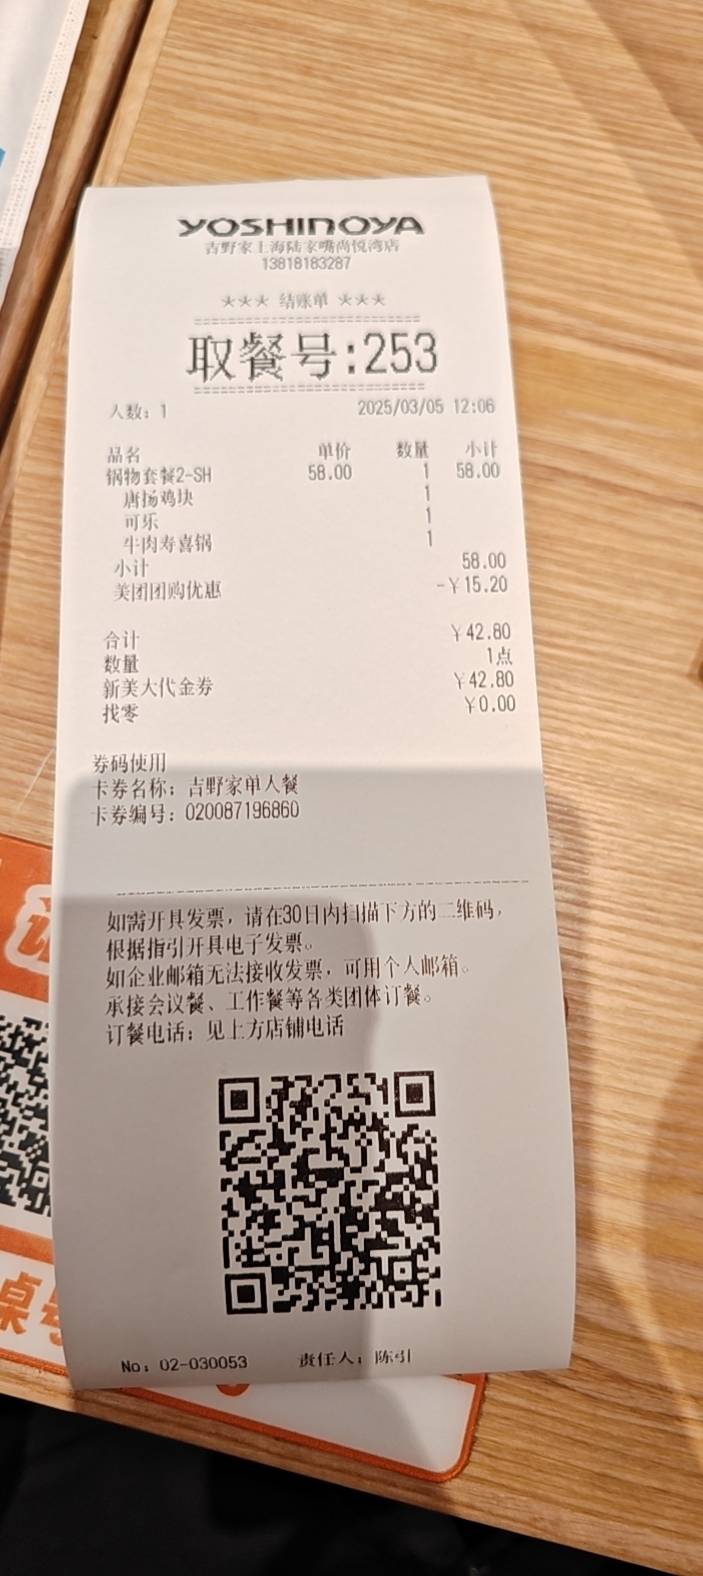 YOSHINOYA
吉野家上海陆家嘴尚悦湾店
13818183287
*** 结账单 ***
取餐号:253
人数: 1 2025/03/05 12:06
品名 单价 数量 小计
锅物套餐2-SH 58.00 1 58.00
唐扬鸡块 1
可乐 1
牛肉寿喜锅 1
小计 58.00
美团团购优惠 -¥15.20
合计 ¥42.80
数量 1点
新美大代金券 ¥42.80
找零 ¥0.00
券码使用
卡券名称: 吉野家单人餐
卡券编号: 020087196860
如需开具发票, 请在30日内扫描下方的二维码,
根据指引开具电子发票。
如企业邮箱无法接收发票, 可用个人邮箱。
承接会议餐、工作餐等各类团体订餐。
订餐电话: 见上方店铺电话
No: 02-030053 责任人: 陈引
桌号